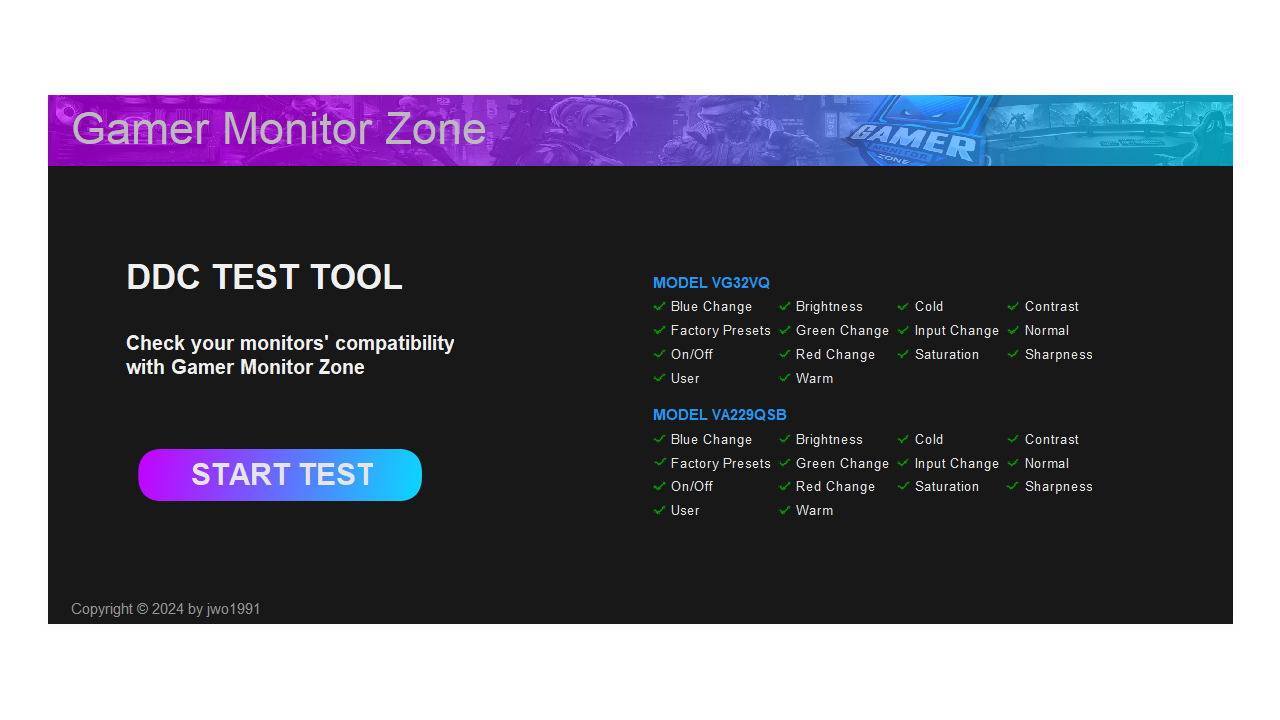 Gamer Monitor Zone
GAMER
MONITOR
ZONE
DDC TEST TOOL
Check your monitors' compatibility
with Gamer Monitor Zone
START TEST
MODEL VG32VQ
Blue Change Brightness Cold Contrast
Factory Presets Green Change Input Change Normal
On/Off Red Change Saturation Sharpness
User Warm
MODEL VA229QSB
Blue Change Brightness Cold Contrast
Factory Presets Green Change Input Change Normal
On/Off Red Change Saturation Sharpness
User Warm
Copyright © 2024 by jwo1991